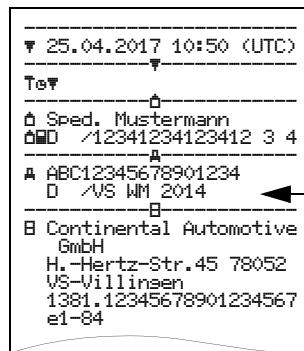 ▼ 25.04.2017 10:50 (UTC)
T⊙▼
Sped. Mustermann
D /12341234123412 3 4
ABC12345678901234
D /VS WM 2014
Continental Automotive
GmbH
H.-Hertz-Str.45 78052
VS-Villingen
1381.12345678901234567
e1-84